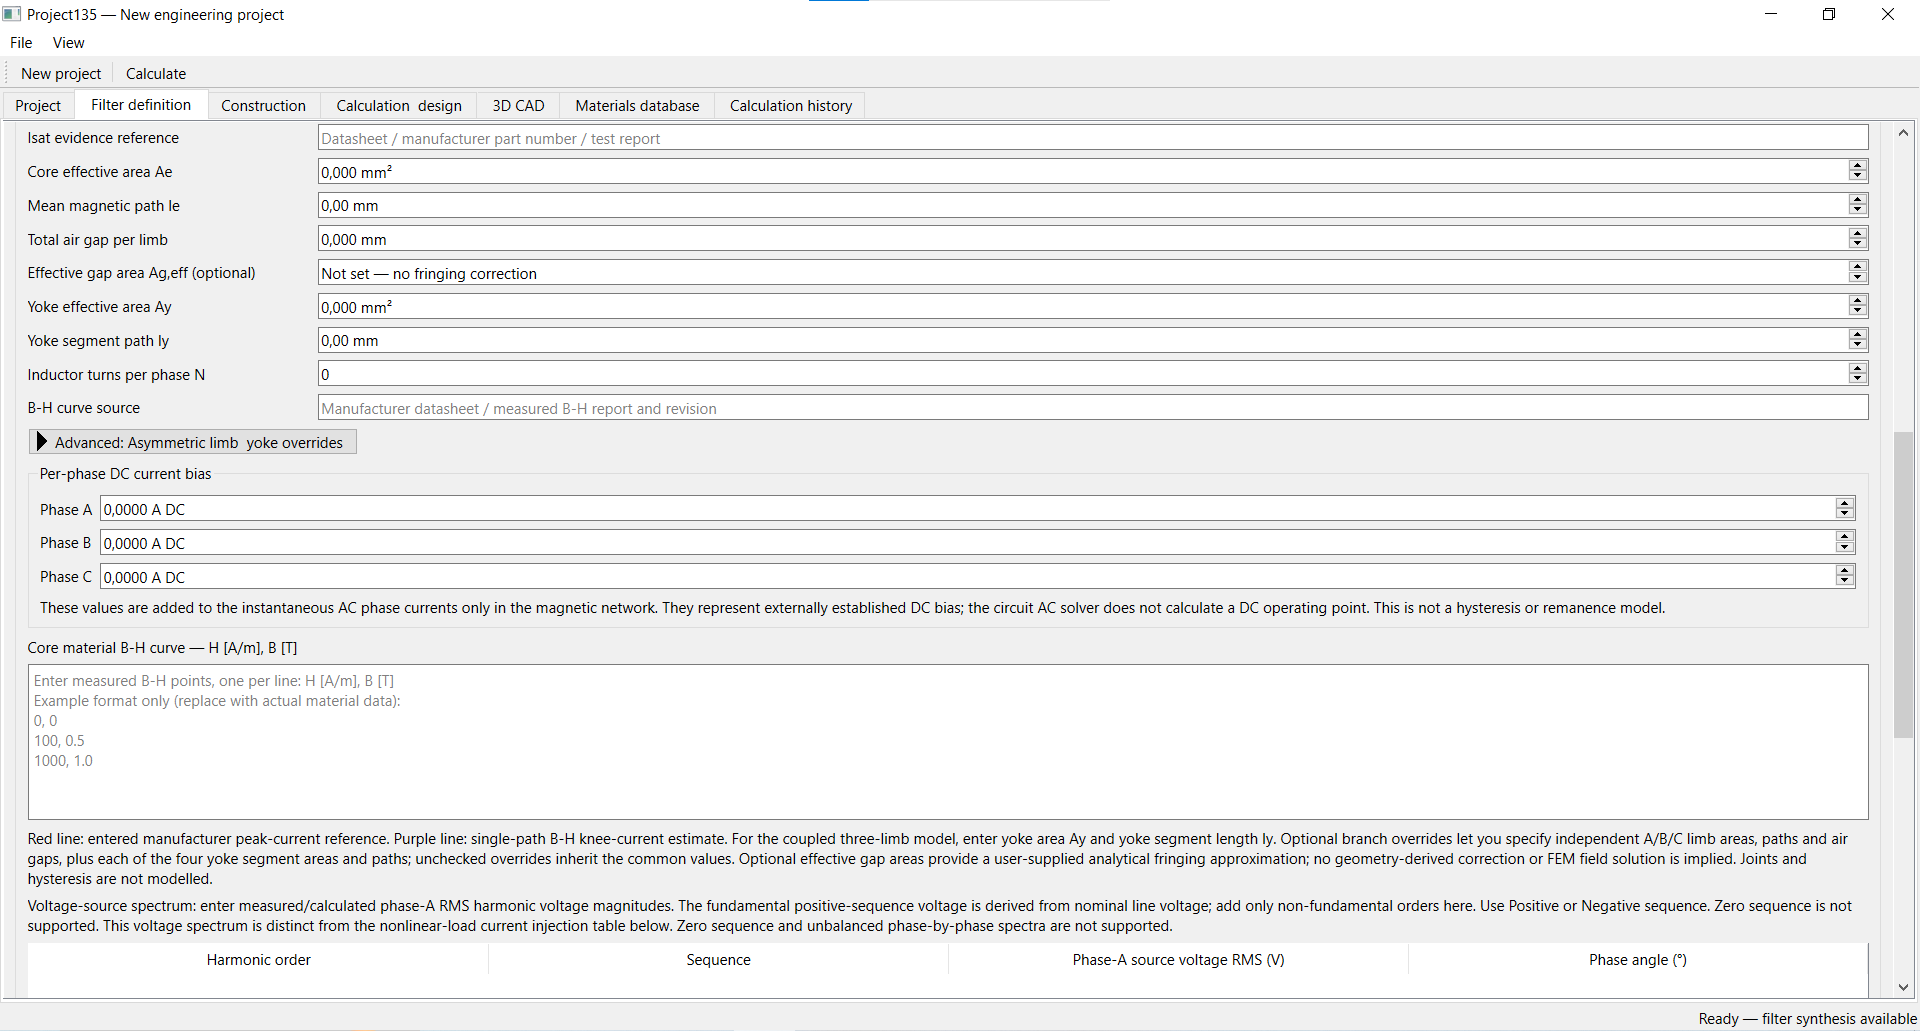 Project135 — New engineering project
File View
New project Calculate
Project Filter definition Construction Calculation  design 3D CAD Materials database Calculation history
Isat evidence reference Datasheet / manufacturer part number / test report
Core effective area Ae 0,000 mm²
Mean magnetic path le 0,00 mm
Total air gap per limb 0,000 mm
Effective gap area Ag,eff (optional) Not set — no fringing correction
Yoke effective area Ay 0,000 mm²
Yoke segment path ly 0,00 mm
Inductor turns per phase N 0
B-H curve source Manufacturer datasheet / measured B-H report and revision
Advanced: Asymmetric limb  yoke overrides
Per-phase DC current bias
Phase A 0,0000 A DC
Phase B 0,0000 A DC
Phase C 0,0000 A DC
These values are added to the instantaneous AC phase currents only in the magnetic network. They represent externally established DC bias; the circuit AC solver does not calculate a DC operating point. This is not a hysteresis or remanence model.
Core material B-H curve — H [A/m], B [T]
Enter measured B-H points, one per line: H [A/m], B [T]
Example format only (replace with actual material data):
0, 0
100, 0.5
1000, 1.0
Red line: entered manufacturer peak-current reference. Purple line: single-path B-H knee-current estimate. For the coupled three-limb model, enter yoke area Ay and yoke segment length ly. Optional branch overrides let you specify independent A/B/C limb areas, paths and air
gaps, plus each of the four yoke segment areas and paths; unchecked overrides inherit the common values. Optional effective gap areas provide a user-supplied analytical fringing approximation; no geometry-derived correction or FEM field solution is implied. Joints and
hysteresis are not modelled.
Voltage-source spectrum: enter measured/calculated phase-A RMS harmonic voltage magnitudes. The fundamental positive-sequence voltage is derived from nominal line voltage; add only non-fundamental orders here. Use Positive or Negative sequence. Zero sequence is not
supported. This voltage spectrum is distinct from the nonlinear-load current injection table below. Zero sequence and unbalanced phase-by-phase spectra are not supported.
Harmonic order Sequence Phase-A source voltage RMS (V) Phase angle (°)
Ready — filter synthesis available